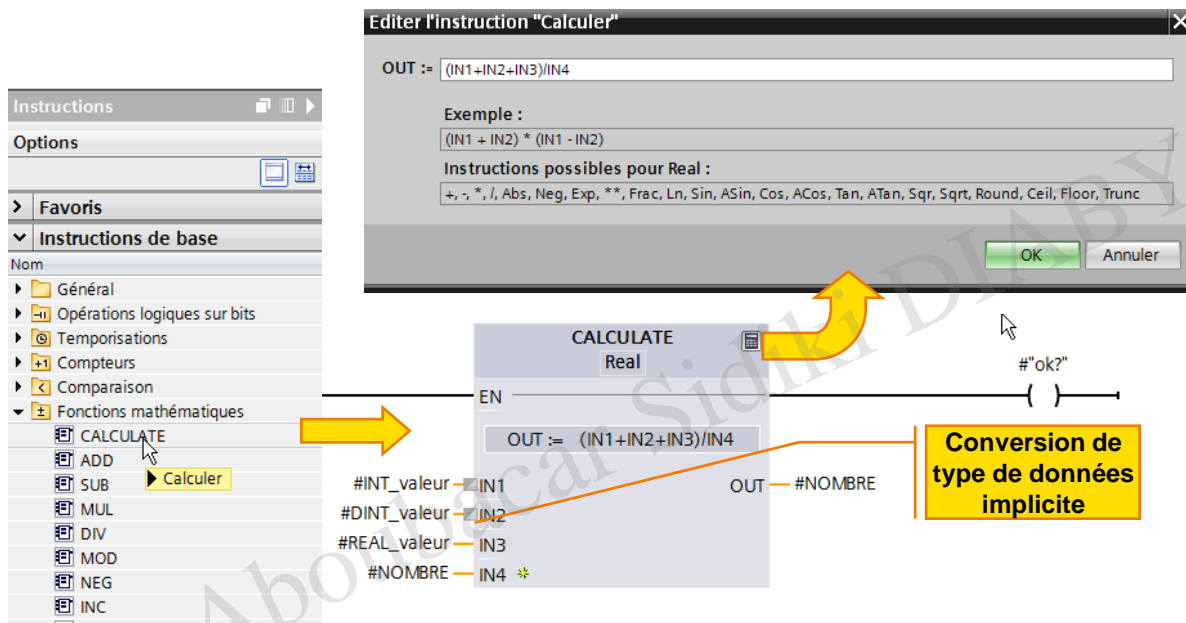 Editer l'instruction "Calculer"
OUT := (IN1+IN2+IN3)/IN4
Exemple :
(IN1 + IN2) * (IN1 - IN2)
Instructions possibles pour Real :
+, -, *, /, Abs, Neg, Exp, **, Frac, Ln, Sin, ASin, Cos, ACos, Tan, ATan, Sqr, Sqrt, Round, Ceil, Floor, Trunc
OK Annuler
Instructions
Options
Favoris
Instructions de base
Nom
Général
Opérations logiques sur bits
Temporisations
Compteurs
Comparaison
Fonctions mathématiques
CALCULATE
ADD
SUB
Calculer
MUL
DIV
MOD
NEG
INC
CALCULATE
Real
EN
OUT := (IN1+IN2+IN3)/IN4
#INT_valeur IN1
#DINT_valeur IN2
#REAL_valeur IN3
#NOMBRE IN4
OUT #NOMBRE
#"ok?"
Conversion de
type de données
implicite
Aboubacar Sidiki DIABY